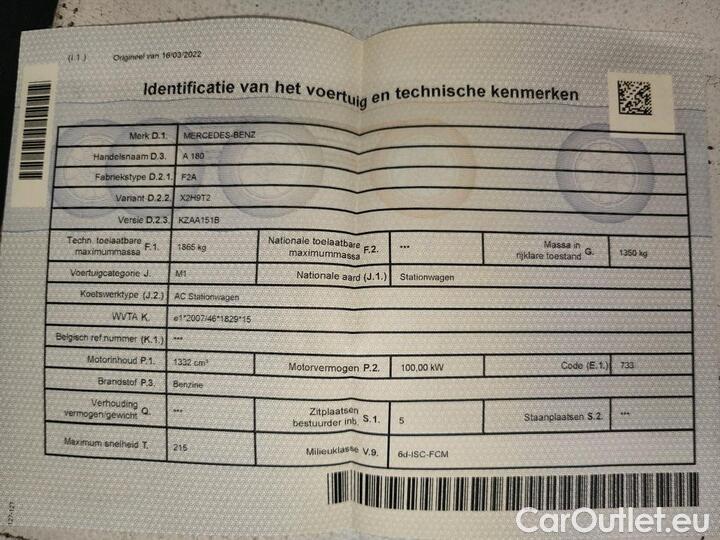 (I.1.) Origineel van 16/03/2022
Identificatie van het voertuig en technische kenmerken
Merk D.1. MERCEDES-BENZ
Handelsnaam D.3. A 180
Fabriekstype D.2.1. F2A
Variant D.2.2. X2H9T2
Versie D.2.3. KZAA151B
Techn. toelaatbare maximummassa F.1. 1865 kg Nationale toelaatbare maximummassa F.2. *** Massa in rijklare toestand G. 1350 kg
Voertuigcategorie J. M1 Nationale aard (J.1.) Stationwagen
Koetswerktype (J.2.) AC Stationwagen
WVTA K. e1*2007/46*1829*15
Belgisch ref.nummer (K.1.) ***
Motorinhoud P.1. 1332 cm³ Motorvermogen P.2. 100,00 kW Code (E.1.) 733
Brandstof P.3. Benzine
Verhouding vermogen/gewicht Q. *** Zitplaatsen bestuurder inb. S.1. 5 Staanplaatsen S.2. ***
Maximum snelheid T. 215 Milieuklasse V.9. 6d-ISC-FCM
127-127
CarOutlet.eu